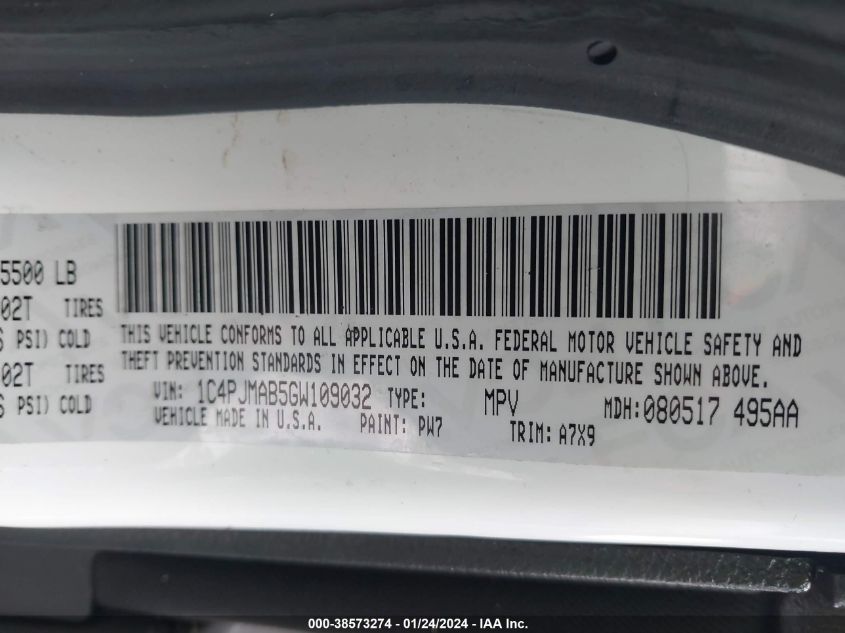 5500 LB
02T TIRES
PSI) COLD
02T TIRES
PSI) COLD
THIS VEHICLE CONFORMS TO ALL APPLICABLE U.S.A. FEDERAL MOTOR VEHICLE SAFETY AND
THEFT PREVENTION STANDARDS IN EFFECT ON THE DATE OF MANUFACTURE SHOWN ABOVE.
VIN: 1C4PJMAB5GW109032 TYPE: MPV MDH: 080517 495AA
VEHICLE MADE IN U.S.A. PAINT: PW7 TRIM: A7X9
000-38573274 - 01/24/2024 - IAA Inc.